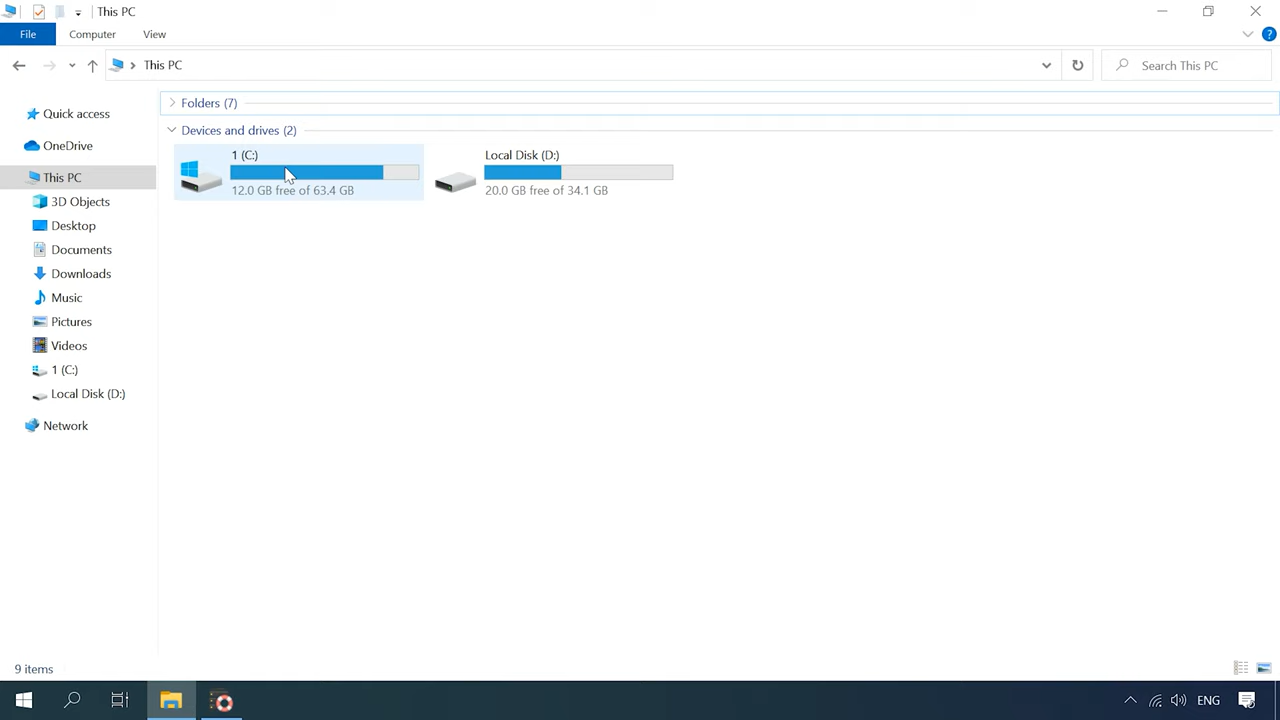 This PC
File Computer View
This PC
Search This PC
Quick access
OneDrive
This PC
3D Objects
Desktop
Documents
Downloads
Music
Pictures
Videos
1 (C:)
Local Disk (D:)
Network
Folders (7)
Devices and drives (2)
1 (C:)
12.0 GB free of 63.4 GB
Local Disk (D:)
20.0 GB free of 34.1 GB
9 items
ENG